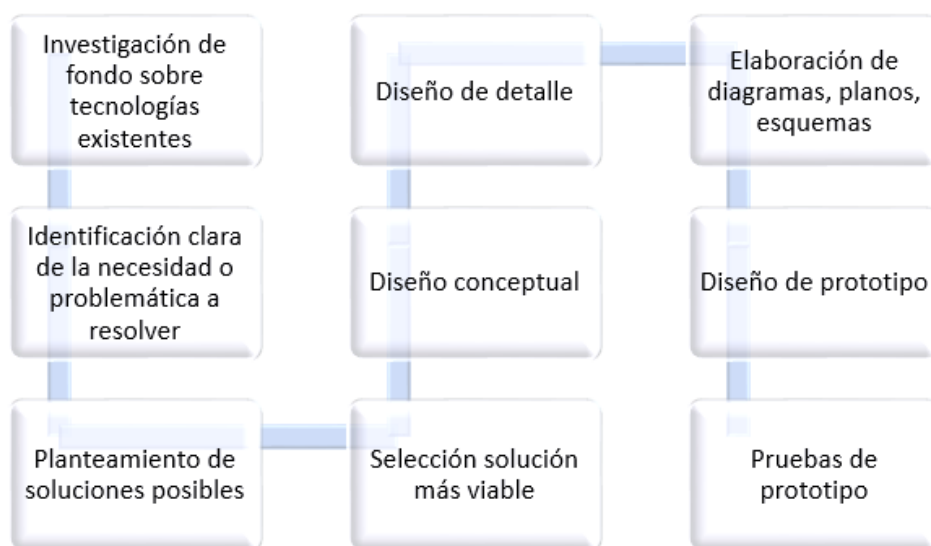 Investigación de
fondo sobre
tecnologías
existentes
Identificación clara
de la necesidad o
problemática a
resolver
Planteamiento de
soluciones posibles
Selección solución
más viable
Diseño conceptual
Diseño de detalle
Elaboración de
diagramas, planos,
esquemas
Diseño de prototipo
Pruebas de
prototipo